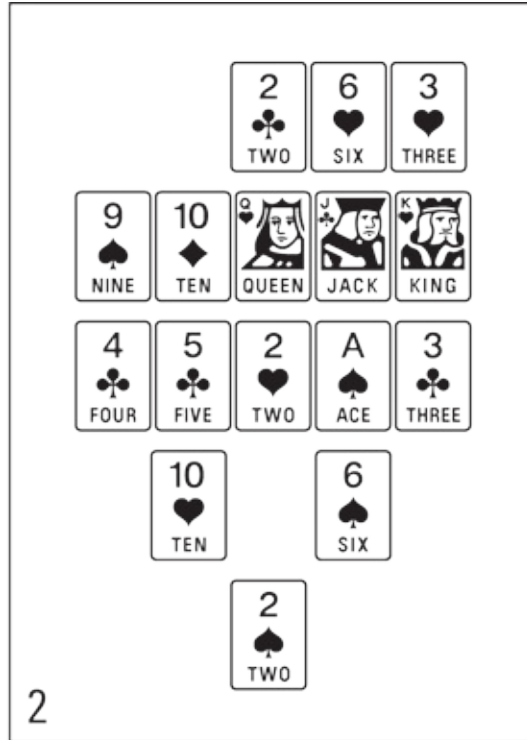 2 6 3
TWO SIX THREE
9 10 Q J K
NINE TEN QUEEN JACK KING
4 5 2 A 3
FOUR FIVE TWO ACE THREE
10 6
TEN SIX
2
TWO
2